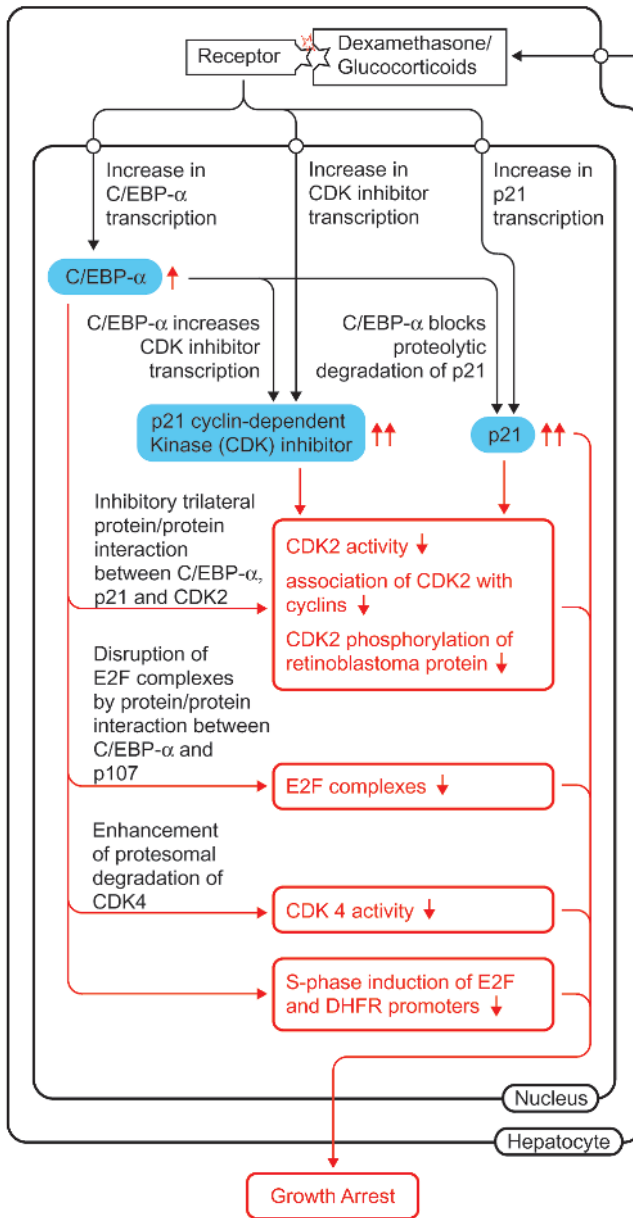 Receptor
Dexamethasone/
Glucocorticoids
Increase in
C/EBP-α
transcription
Increase in
CDK inhibitor
transcription
Increase in
p21
transcription
C/EBP-α
C/EBP-α increases
CDK inhibitor
transcription
C/EBP-α blocks
proteolytic
degradation of p21
p21 cyclin-dependent
Kinase (CDK) inhibitor
p21
Inhibitory trilateral
protein/protein
interaction
between C/EBP-α,
p21 and CDK2
CDK2 activity ↓
association of CDK2 with
cyclins ↓
CDK2 phosphorylation of
retinoblastoma protein ↓
Disruption of
E2F complexes
by protein/protein
interaction between
C/EBP-α and
p107
E2F complexes ↓
Enhancement
of protesomal
degradation of
CDK4
CDK 4 activity ↓
S-phase induction of E2F
and DHFR promoters ↓
Nucleus
Hepatocyte
Growth Arrest